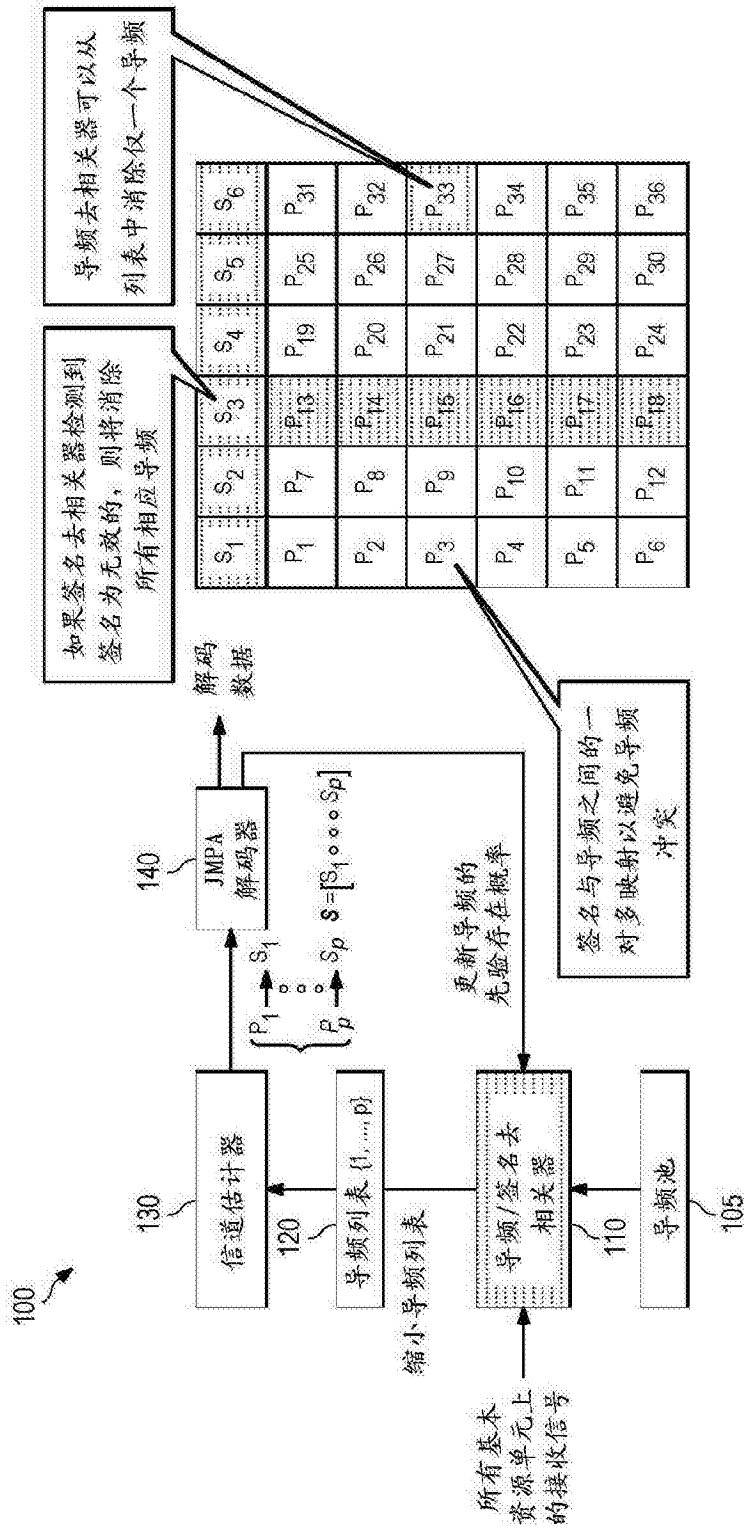 100
所有基本
资源单元上
的接收信号
导频池
105
导频/签名去
相关器
110
缩小导频列表
导频列表 {1, ..., p}
120
信道估计器
130
P1 → S1
Pp → Sp
S = [S1 ∘ ∘ ∘ Sp]
JMPA
解码器
140
解码
数据
更新导频的
先验存在概率
如果签名去相关器检测到
签名为无效的，则将消除
所有相应导频
导频去相关器可以从
列表中消除仅一个导频
S1 S2 S3 S4 S5 S6
P1 P7 P13 P19 P25 P31
P2 P8 P14 P20 P26 P32
P3 P9 P15 P21 P27 P33
P4 P10 P16 P22 P28 P34
P5 P11 P17 P23 P29 P35
P6 P12 P18 P24 P30 P36
签名与导频之间的一
对多映射以避免导频
冲突